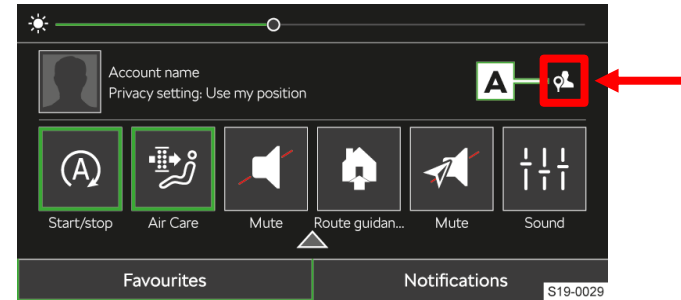 Account name
Privacy setting: Use my position
A
A
Start/stop
Air Care
Mute
Route guidan...
Mute
Sound
Favourites
Notifications
S19-0029